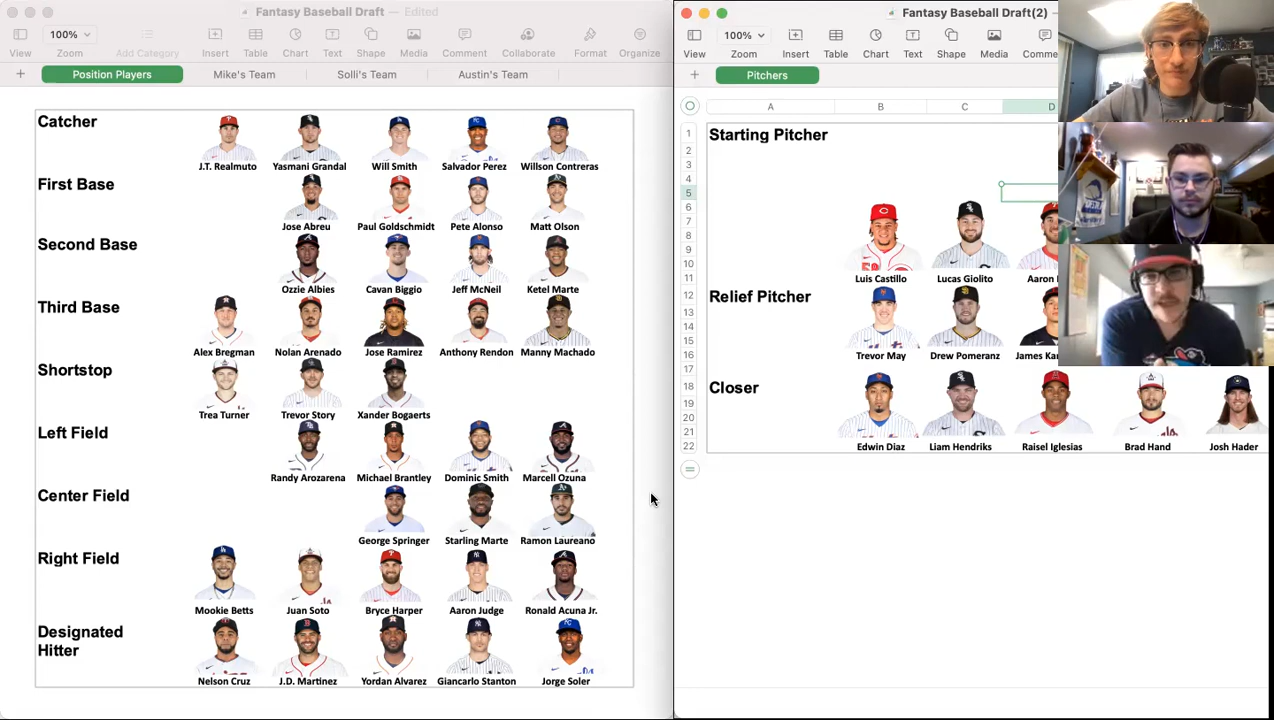 Fantasy Baseball Draft — Edited
100%
View Zoom Add Category Insert Table Chart Text Shape Media Comment Collaborate Format Organize
+ Position Players Mike's Team Solli's Team Austin's Team
Catcher
J.T. Realmuto Yasmani Grandal Will Smith Salvador Perez Willson Contreras
First Base
Jose Abreu Paul Goldschmidt Pete Alonso Matt Olson
Second Base
Ozzie Albies Cavan Biggio Jeff McNeil Ketel Marte
Third Base
Alex Bregman Nolan Arenado Jose Ramirez Anthony Rendon Manny Machado
Shortstop
Trea Turner Trevor Story Xander Bogaerts
Left Field
Randy Arozarena Michael Brantley Dominic Smith Marcell Ozuna
Center Field
George Springer Starling Marte Ramon Laureano
Right Field
Mookie Betts Juan Soto Bryce Harper Aaron Judge Ronald Acuna Jr.
Designated
Hitter
Nelson Cruz J.D. Martinez Yordan Alvarez Giancarlo Stanton Jorge Soler
Fantasy Baseball Draft(2) —
100%
View Zoom Insert Table Chart Text Shape Media Comme
+ Pitchers
A B C D
1
2
3
4
5
6
7
8
9
10
11
12
13
14
15
16
17
18
19
20
21
22
Starting Pitcher
Luis Castillo Lucas Giolito Aaron
Relief Pitcher
Trevor May Drew Pomeranz James Kar
Closer
Edwin Diaz Liam Hendriks Raisel Iglesias Brad Hand Josh Hader